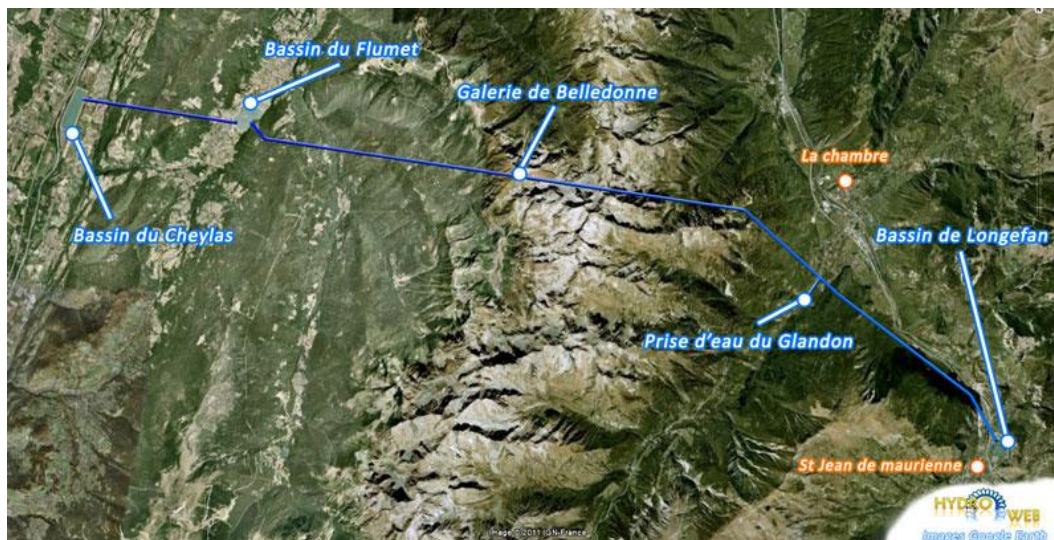 Bassin du Flumet
Galerie de Belledonne
La chambre
Bassin du Cheylas
Bassin de Longefan
Prise d'eau du Glandon
St Jean de maurienne
HYDRO WEB
Image © 2011 IGN-France
Images Google Earth